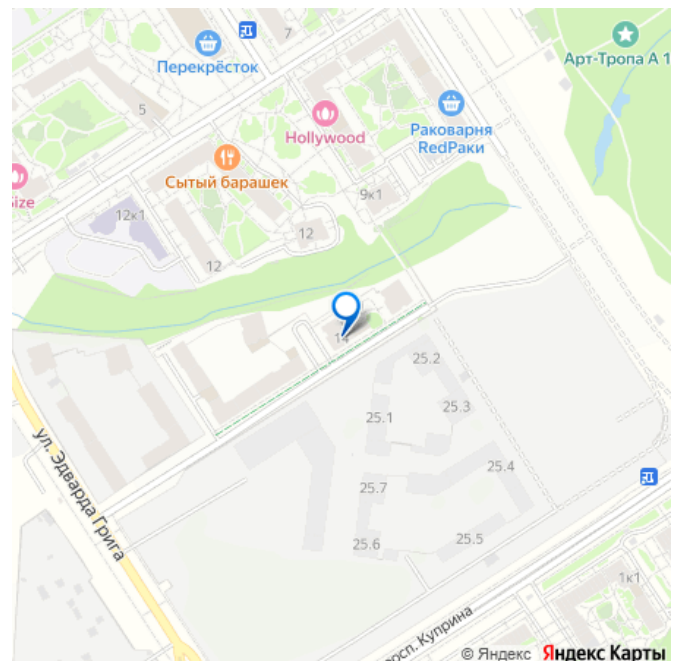 7
Перекрёсток
Арт-Тропа А 1
5
Hollywood
Раковарня
RedРаки
Сытый барашек
ize
9к1
12к1
12
12
14
25.2
25.1
25.3
ул. Эдварда Грига
25.7
25.4
25.6
25.5
1к1
росп. Куприна
© Яндекс Яндекс Карты